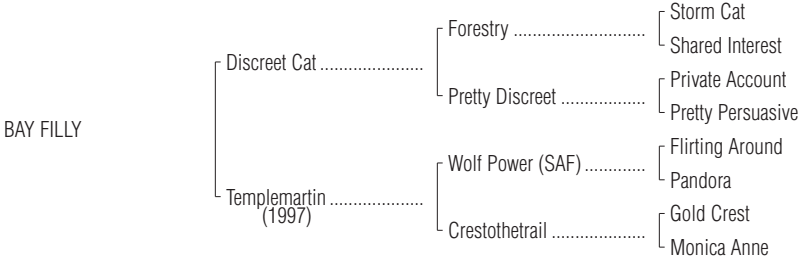 Storm Cat
Forestry ............................
Shared Interest
Discreet Cat ......................
Private Account
Pretty Discreet ..................
Pretty Persuasive
BAY FILLY
Flirting Around
Wolf Power (SAF) .............
Pandora
Templemartin ....................
(1997)
Gold Crest
Crestothetrail ....................
Monica Anne